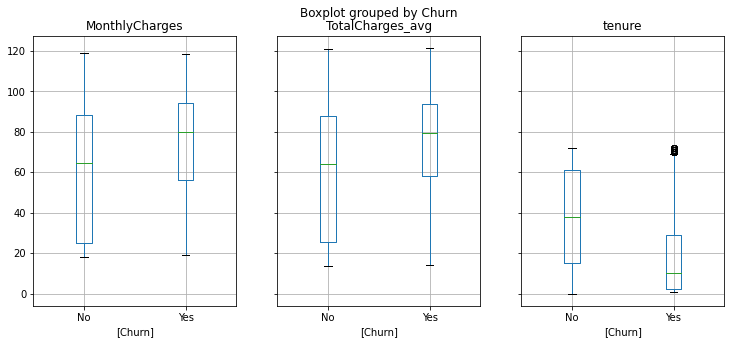 Boxplot grouped by Churn
MonthlyCharges
TotalCharges_avg
tenure
120
100
80
60
40
20
0
No
Yes
No
Yes
No
Yes
[Churn]
[Churn]
[Churn]